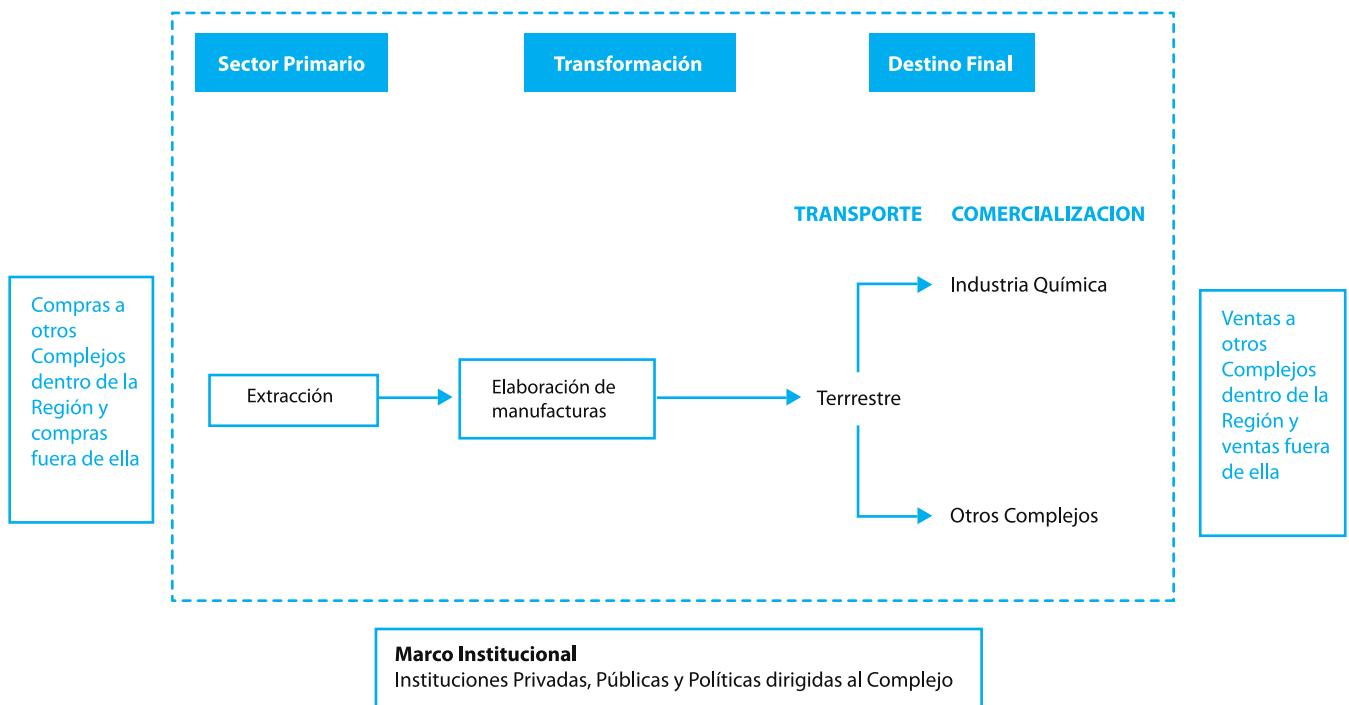 Sector Primario
Transformación
Destino Final
TRANSPORTE
COMERCIALIZACION
Compras a
otros
Complejos
dentro de la
Región y
compras
fuera de ella
Extracción
Elaboración de
manufacturas
Terrrestre
Industria Química
Otros Complejos
Ventas a
otros
Complejos
dentro de la
Región y
ventas fuera
de ella
Marco Institucional
Instituciones Privadas, Públicas y Políticas dirigidas al Complejo